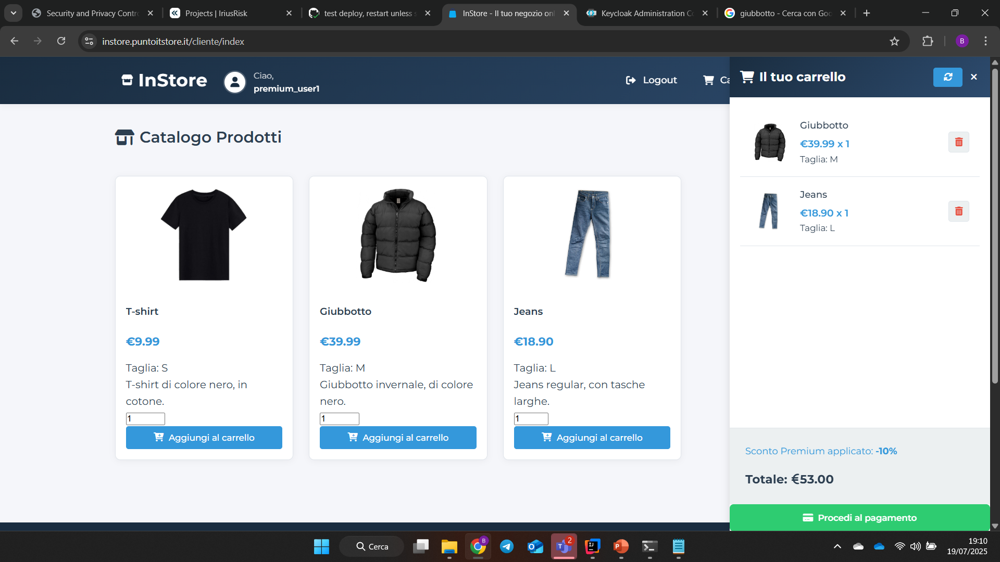 Security and Privacy Contr
Projects | IriusRisk
test deploy, restart unless s
InStore - Il tuo negozio onl
Keycloak Administration Co
giubbotto - Cerca con Goo
instore.puntoitstore.it/cliente/index
B
InStore
Ciao,
premium_user1
Logout
Ca
Il tuo carrello
Catalogo Prodotti
T-shirt
€9.99
Taglia: S
T-shirt di colore nero, in
cotone.
1
Aggiungi al carrello
Giubbotto
€39.99
Taglia: M
Giubbotto invernale, di colore
nero.
1
Aggiungi al carrello
Jeans
€18.90
Taglia: L
Jeans regular, con tasche
larghe.
1
Aggiungi al carrello
Giubbotto
€39.99 x 1
Taglia: M
Jeans
€18.90 x 1
Taglia: L
Sconto Premium applicato: -10%
Totale: €53.00
Procedi al pagamento
Cerca
B
2
19:10
19/07/2025